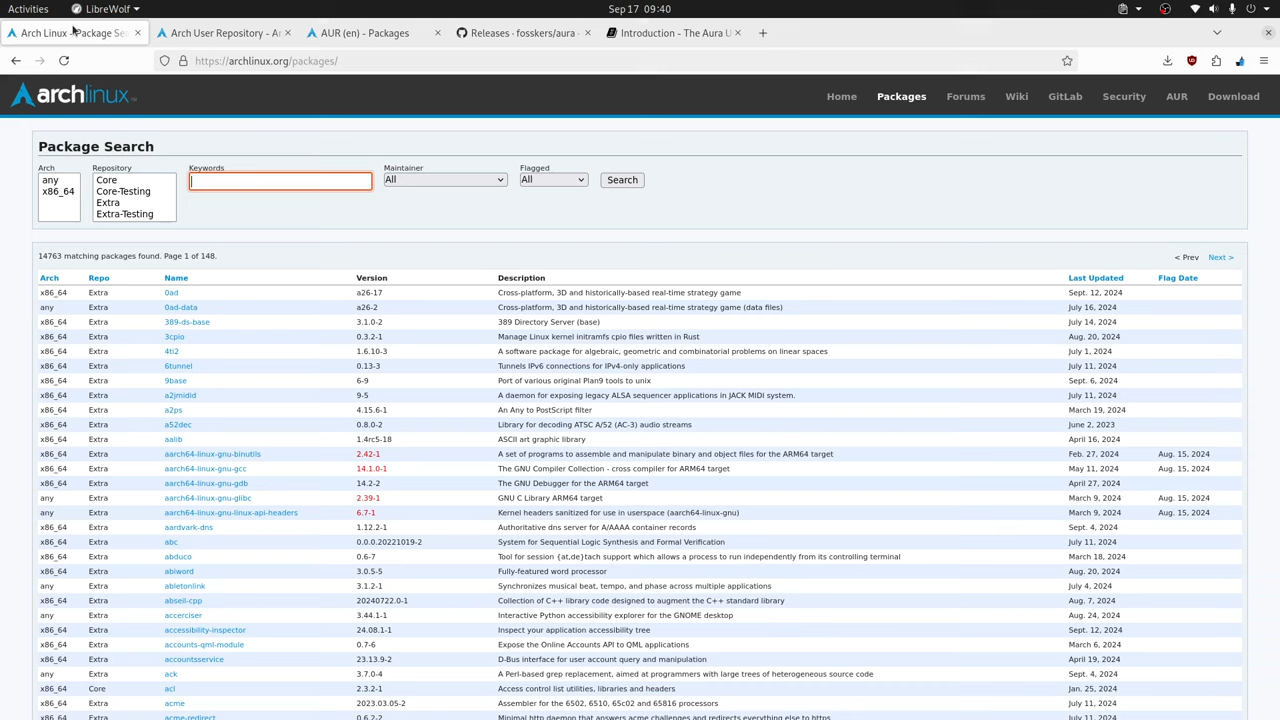 Activities LibreWolf Sep 17 09:40
Arch Linux - Package Sea Arch User Repository - Ar AUR (en) - Packages Releases · fosskers/aura · Introduction - The Aura U
https://archlinux.org/packages/
archlinux Home Packages Forums Wiki GitLab Security AUR Download
Package Search
Arch Repository Keywords Maintainer Flagged
any Core All All Search
x86_64 Core-Testing
Extra
Extra-Testing
14763 matching packages found. Page 1 of 148. < Prev Next >
Arch Repo Name Version Description Last Updated Flag Date
x86_64 Extra 0ad a26-17 Cross-platform, 3D and historically-based real-time strategy game Sept. 12, 2024
any Extra 0ad-data a26-2 Cross-platform, 3D and historically-based real-time strategy game (data files) July 16, 2024
x86_64 Extra 389-ds-base 3.1.0-2 389 Directory Server (base) July 14, 2024
x86_64 Extra 3cpio 0.3.2-1 Manage Linux kernel initramfs cpio files written in Rust Aug. 20, 2024
x86_64 Extra 4ti2 1.6.10-3 A software package for algebraic, geometric and combinatorial problems on linear spaces July 1, 2024
x86_64 Extra 6tunnel 0.13-3 Tunnels IPv6 connections for IPv4-only applications July 11, 2024
x86_64 Extra 9base 6-9 Port of various original Plan9 tools to unix Sept. 6, 2024
x86_64 Extra a2jmidid 9-5 A daemon for exposing legacy ALSA sequencer applications in JACK MIDI system. July 11, 2024
x86_64 Extra a2ps 4.15.6-1 An Any to PostScript filter March 19, 2024
x86_64 Extra a52dec 0.8.0-2 Library for decoding ATSC A/52 (AC-3) audio streams June 2, 2023
x86_64 Extra aalib 1.4rc5-18 ASCII art graphic library April 16, 2024
x86_64 Extra aarch64-linux-gnu-binutils 2.42-1 A set of programs to assemble and manipulate binary and object files for the ARM64 target Feb. 27, 2024 Aug. 15, 2024
x86_64 Extra aarch64-linux-gnu-gcc 14.1.0-1 The GNU Compiler Collection - cross compiler for ARM64 target May 11, 2024 Aug. 15, 2024
x86_64 Extra aarch64-linux-gnu-gdb 14.2-2 The GNU Debugger for the ARM64 target April 27, 2024
any Extra aarch64-linux-gnu-glibc 2.39-1 GNU C Library ARM64 target March 9, 2024 Aug. 15, 2024
any Extra aarch64-linux-gnu-linux-api-headers 6.7-1 Kernel headers sanitized for use in userspace (aarch64-linux-gnu) March 9, 2024 Aug. 15, 2024
x86_64 Extra aardvark-dns 1.12.2-1 Authoritative dns server for A/AAAA container records Sept. 4, 2024
x86_64 Extra abc 0.0.0.20221019-2 System for Sequential Logic Synthesis and Formal Verification July 11, 2024
x86_64 Extra abduco 0.6-7 Tool for session {at,de}tach support which allows a process to run independently from its controlling terminal March 18, 2024
x86_64 Extra abiword 3.0.5-5 Fully-featured word processor Aug. 20, 2024
any Extra abletonlink 3.1.2-1 Synchronizes musical beat, tempo, and phase across multiple applications July 4, 2024
x86_64 Extra abseil-cpp 20240722.0-1 Collection of C++ library code designed to augment the C++ standard library Aug. 7, 2024
any Extra accerciser 3.44.1-1 Interactive Python accessibility explorer for the GNOME desktop Aug. 24, 2024
x86_64 Extra accessibility-inspector 24.08.1-1 Inspect your application accessibility tree Sept. 12, 2024
x86_64 Extra accounts-qml-module 0.7-6 Expose the Online Accounts API to QML applications March 6, 2024
x86_64 Extra accountsservice 23.13.9-2 D-Bus interface for user account query and manipulation April 19, 2024
any Extra ack 3.7.0-4 A Perl-based grep replacement, aimed at programmers with large trees of heterogeneous source code Sept. 4, 2024
x86_64 Core acl 2.3.2-1 Access control list utilities, libraries and headers Jan. 25, 2024
x86_64 Extra acme 2023.03.05-2 Assembler for the 6502, 6510, 65c02 and 65816 processors July 11, 2024
x86_64 Extra acme-redirect 0.6.2-2 Minimal http daemon that answers acme challenges and redirects everything else to https July 11, 2024